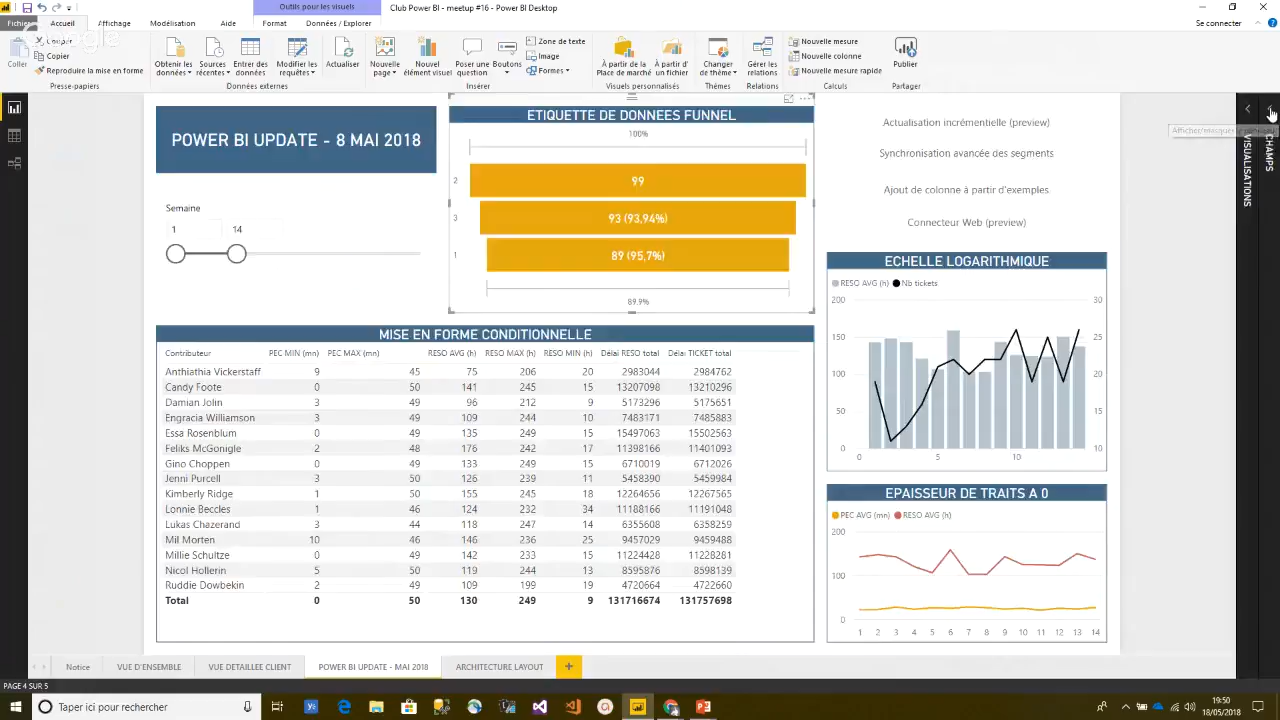 Outils pour les visuels
Club Power BI - meetup #16 - Power BI Desktop
Se connecter
Fichier Accueil Affichage Modélisation Aide Format Données / Explorer
Coller
Couper
Copier
Reproduire la mise en forme
Presse-papiers
Obtenir les données
Sources récentes
Entrer des données
Modifier les requêtes
Actualiser
Données externes
Nouvelle page
Nouvel élément visuel
Poser une question
Boutons
Zone de texte
Image
Formes
Insérer
À partir de la Place de marché
À partir d' un fichier
Visuels personnalisés
Changer de thème
Thèmes
Gérer les relations
Relations
Nouvelle mesure
Nouvelle colonne
Nouvelle mesure rapide
Calculs
Publier
Partager
POWER BI UPDATE - 8 MAI 2018
Semaine
1 14
ETIQUETTE DE DONNEES FUNNEL
100%
2 99
3 93 (93,94%)
1 89 (95,7%)
89.9%
Actualisation incrémentielle (preview)
Synchronisation avancée des segments
Ajout de colonne à partir d'exemples
Connecteur Web (preview)
VISUALISATIONS
CHAMPS
ECHELLE LOGARITHMIQUE
RESO AVG (h) Nb tickets
200 30
150 25
100 20
50 15
0 10
0 5 10
MISE EN FORME CONDITIONNELLE
Contributeur PEC MIN (mn) PEC MAX (mn) RESO AVG (h) RESO MAX (h) RESO MIN (h) Délai RESO total Délai TICKET total
Anthiathia Vickerstaff 9 45 75 206 20 2983044 2984762
Candy Foote 0 50 141 245 15 13207098 13210296
Damian Jolin 3 49 96 212 9 5173296 5175651
Engracia Williamson 3 49 109 244 10 7483171 7485883
Essa Rosenblum 0 49 135 249 15 15497063 15502563
Feliks McGonigle 2 48 176 242 17 11398166 11401093
Gino Choppen 0 49 133 249 15 6710019 6712026
Jenni Purcell 3 50 126 239 11 5458390 5459984
Kimberly Ridge 1 50 155 245 18 12264656 12267565
Lonnie Beccles 1 46 124 232 34 11188166 11191048
Lukas Chazerand 3 44 118 247 14 6355608 6358259
Mil Morten 10 46 146 236 25 9457029 9459488
Millie Schultze 0 49 142 233 15 11224428 11228281
Nicol Hollerin 5 50 119 244 13 8595876 8598139
Ruddie Dowbekin 2 49 109 199 19 4720664 4722660
Total 0 50 130 249 9 131716674 131757698
EPAISSEUR DE TRAITS A 0
PEC AVG (mn) RESO AVG (h)
200
100
0
1 2 3 4 5 6 7 8 9 10 11 12 13 14
Notice VUE D'ENSEMBLE VUE DETAILLEE CLIENT POWER BI UPDATE - MAI 2018 ARCHITECTURE LAYOUT +
PAGE 4 SUR 5
Taper ici pour rechercher
19:50
18/05/2018